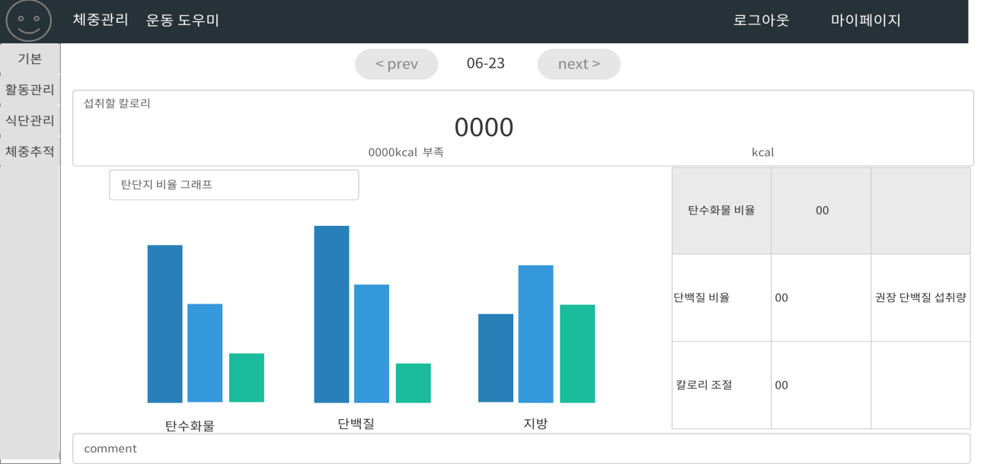 체중관리 운동 도우미 로그아웃 마이페이지
기본
활동관리
식단관리
체중추적
< prev 06-23 next >
섭취할 칼로리
0000
0000kcal 부족 kcal
탄단지 비율 그래프
탄수화물 단백질 지방
탄수화물 비율 00
단백질 비율 00 권장 단백질 섭취량
칼로리 조절 00
comment